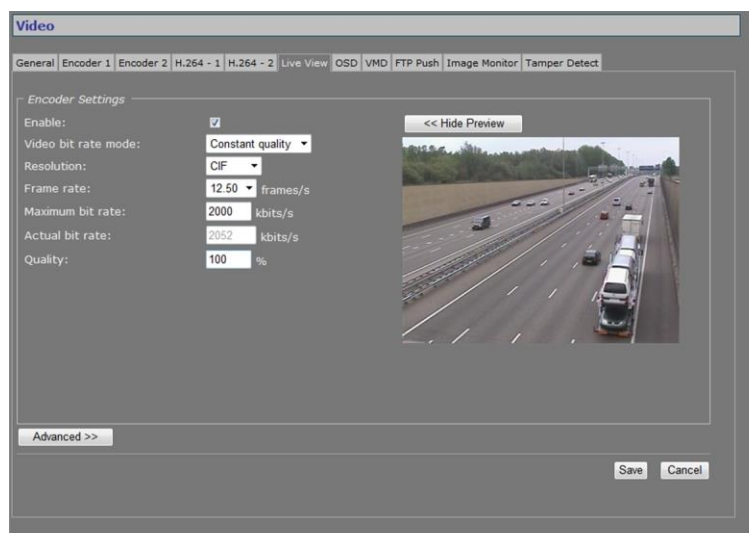 Video
General Encoder 1 Encoder 2 H.264 - 1 H.264 - 2 Live View OSD VMD FTP Push Image Monitor Tamper Detect
Encoder Settings
Enable:
<< Hide Preview
Video bit rate mode: Constant quality
Resolution: CIF
Frame rate: 12.50 frames/s
Maximum bit rate: 2000 kbits/s
Actual bit rate: 2052 kbits/s
Quality: 100 %
Advanced >>
Save Cancel